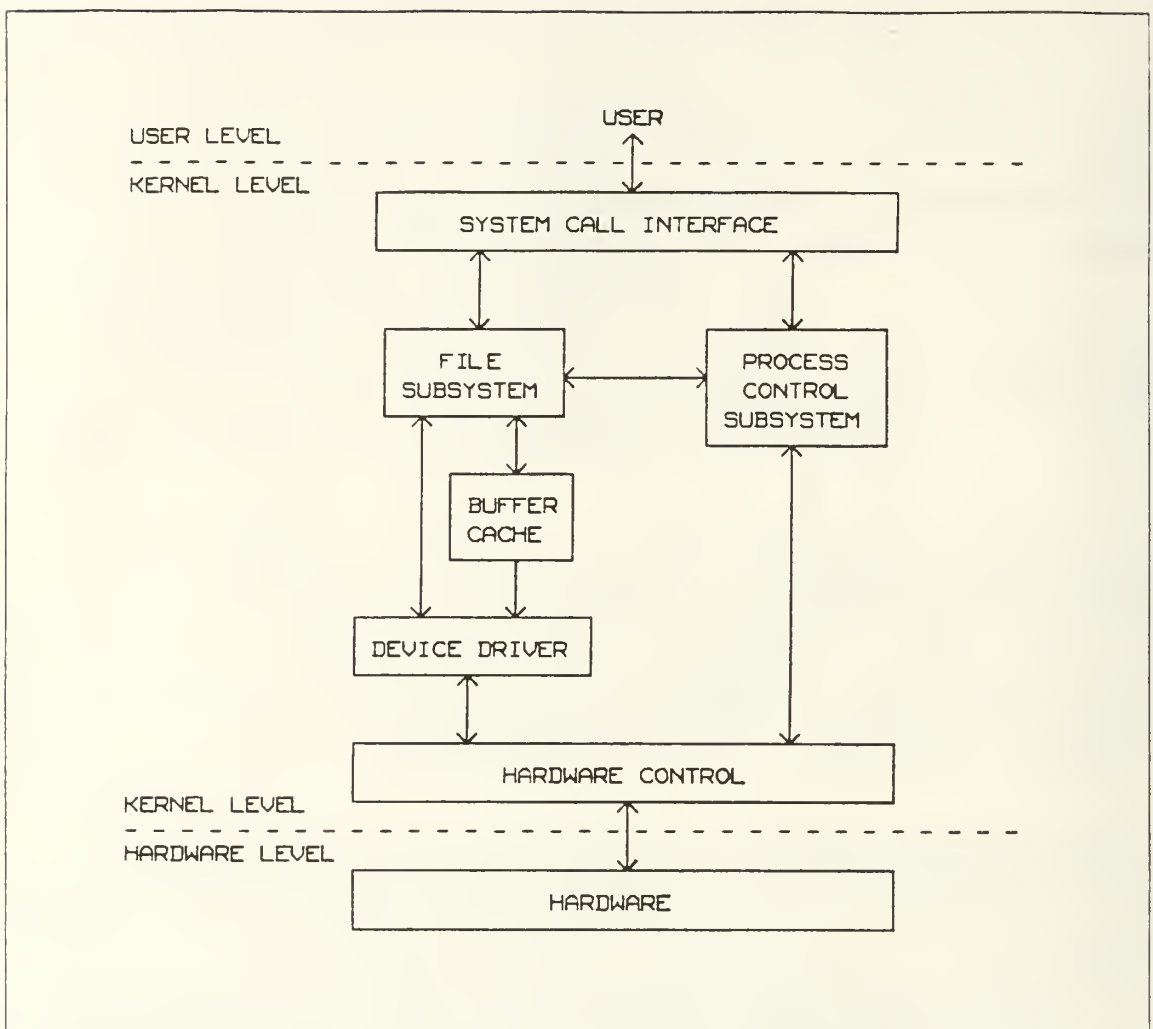 USER
USER LEVEL
KERNEL LEVEL
SYSTEM CALL INTERFACE
FILE
SUBSYSTEM
PROCESS
CONTROL
SUBSYSTEM
BUFFER
CACHE
DEVICE DRIVER
HARDWARE CONTROL
KERNEL LEVEL
HARDWARE LEVEL
HARDWARE